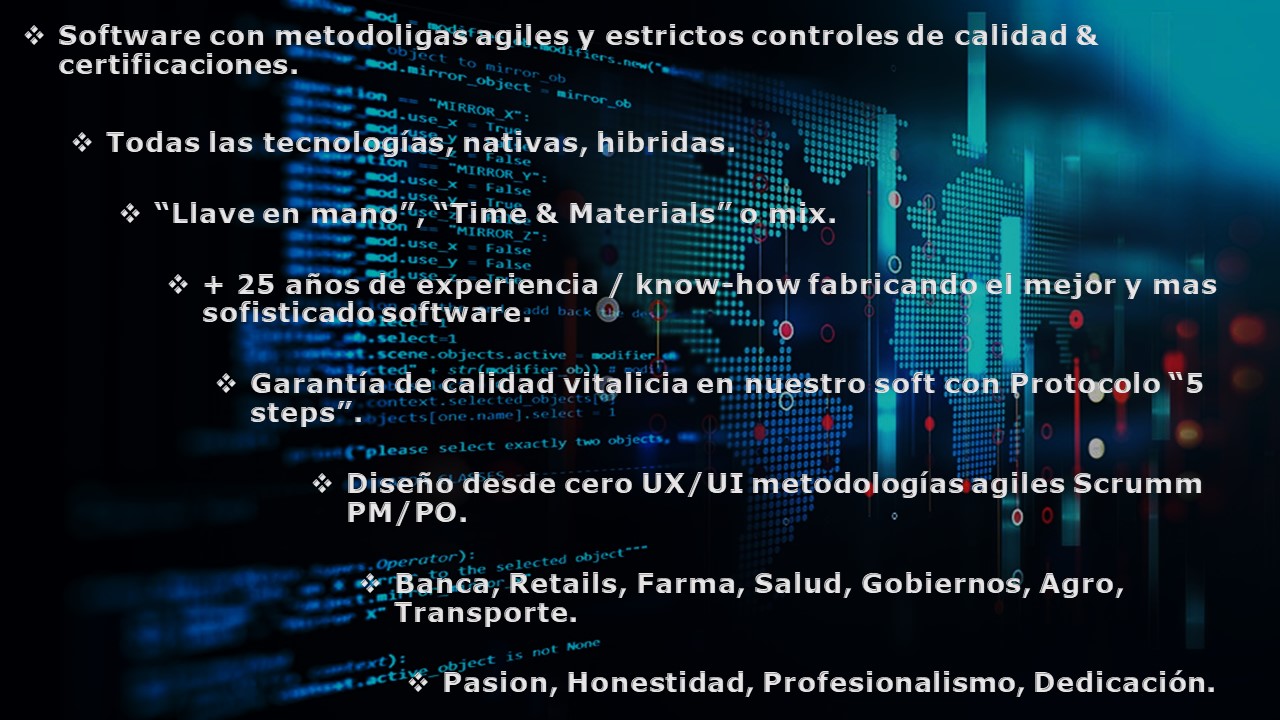 ❖ Software con metodoligas agiles y estrictos controles de calidad &
certificaciones.
❖ Todas las tecnologías, nativas, hibridas.
❖ “Llave en mano”, “Time & Materials” o mix.
❖ + 25 años de experiencia / know-how fabricando el mejor y mas
sofisticado software.
❖ Garantía de calidad vitalicia en nuestro soft con Protocolo “5
steps”.
❖ Diseño desde cero UX/UI metodologías agiles Scrumm
PM/PO.
❖ Banca, Retails, Farma, Salud, Gobiernos, Agro,
Transporte.
❖ Pasion, Honestidad, Profesionalismo, Dedicación.